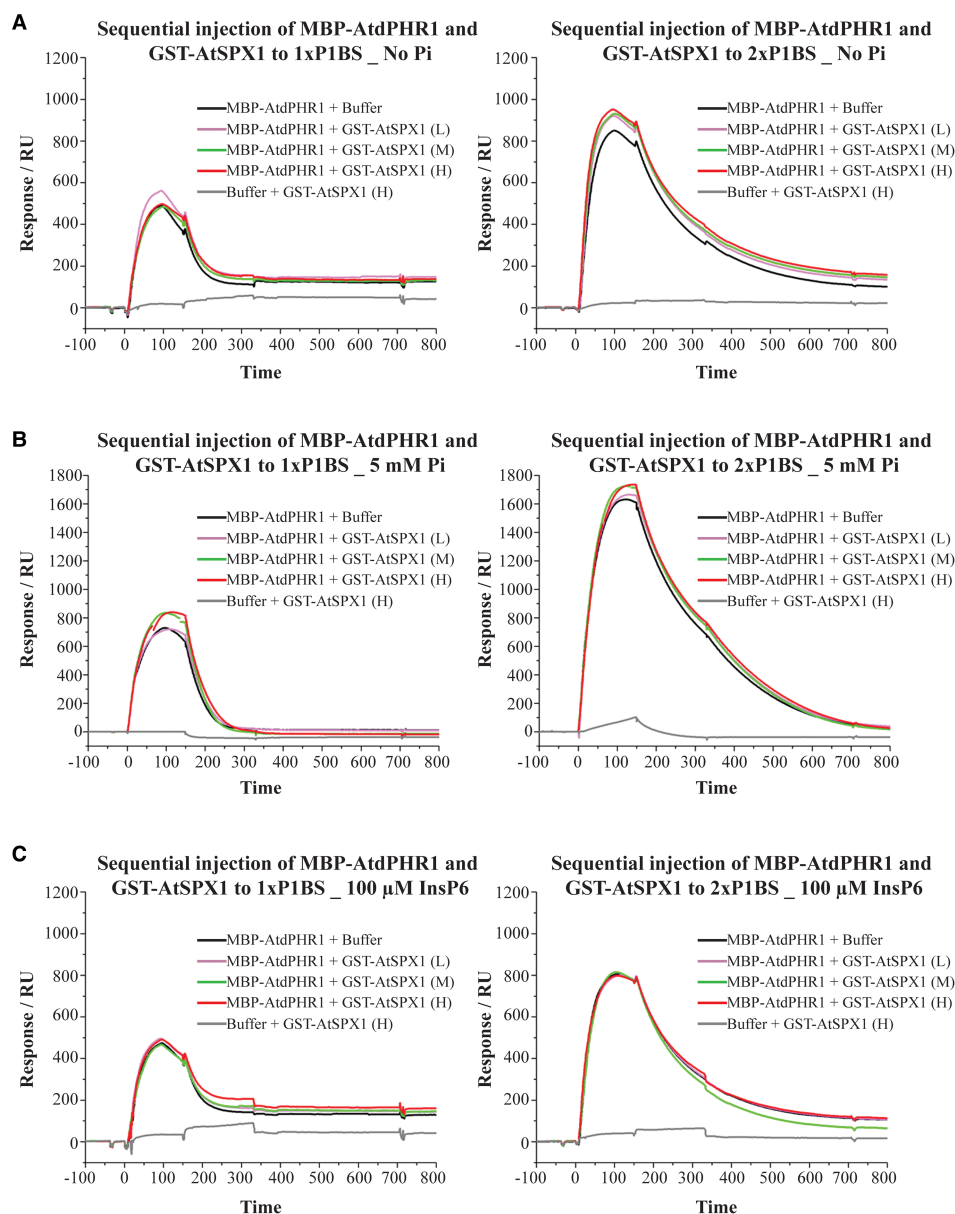 A
Sequential injection of MBP-AtdPHR1 and
GST-AtSPX1 to 1xP1BS _ No Pi
1200
1000
800
600
400
200
0
Response / RU
MBP-AtdPHR1 + Buffer
MBP-AtdPHR1 + GST-AtSPX1 (L)
MBP-AtdPHR1 + GST-AtSPX1 (M)
MBP-AtdPHR1 + GST-AtSPX1 (H)
Buffer + GST-AtSPX1 (H)
-100 0 100 200 300 400 500 600 700 800
Time
Sequential injection of MBP-AtdPHR1 and
GST-AtSPX1 to 2xP1BS _ No Pi
1200
1000
800
600
400
200
0
Response / RU
MBP-AtdPHR1 + Buffer
MBP-AtdPHR1 + GST-AtSPX1 (L)
MBP-AtdPHR1 + GST-AtSPX1 (M)
MBP-AtdPHR1 + GST-AtSPX1 (H)
Buffer + GST-AtSPX1 (H)
-100 0 100 200 300 400 500 600 700 800
Time
B
Sequential injection of MBP-AtdPHR1 and
GST-AtSPX1 to 1xP1BS _ 5 mM Pi
1800
1600
1400
1200
1000
800
600
400
200
0
Response / RU
MBP-AtdPHR1 + Buffer
MBP-AtdPHR1 + GST-AtSPX1 (L)
MBP-AtdPHR1 + GST-AtSPX1 (M)
MBP-AtdPHR1 + GST-AtSPX1 (H)
Buffer + GST-AtSPX1 (H)
-100 0 100 200 300 400 500 600 700 800
Time
Sequential injection of MBP-AtdPHR1 and
GST-AtSPX1 to 2xP1BS _ 5 mM Pi
1800
1600
1400
1200
1000
800
600
400
200
0
Response / RU
MBP-AtdPHR1 + Buffer
MBP-AtdPHR1 + GST-AtSPX1 (L)
MBP-AtdPHR1 + GST-AtSPX1 (M)
MBP-AtdPHR1 + GST-AtSPX1 (H)
Buffer + GST-AtSPX1 (H)
-100 0 100 200 300 400 500 600 700 800
Time
C
Sequential injection of MBP-AtdPHR1 and
GST-AtSPX1 to 1xP1BS _ 100 µM InsP6
1200
1000
800
600
400
200
0
Response / RU
MBP-AtdPHR1 + Buffer
MBP-AtdPHR1 + GST-AtSPX1 (L)
MBP-AtdPHR1 + GST-AtSPX1 (M)
MBP-AtdPHR1 + GST-AtSPX1 (H)
Buffer + GST-AtSPX1 (H)
-100 0 100 200 300 400 500 600 700 800
Time
Sequential injection of MBP-AtdPHR1 and
GST-AtSPX1 to 2xP1BS _ 100 µM InsP6
1200
1000
800
600
400
200
0
Response / RU
MBP-AtdPHR1 + Buffer
MBP-AtdPHR1 + GST-AtSPX1 (L)
MBP-AtdPHR1 + GST-AtSPX1 (M)
MBP-AtdPHR1 + GST-AtSPX1 (H)
Buffer + GST-AtSPX1 (H)
-100 0 100 200 300 400 500 600 700 800
Time